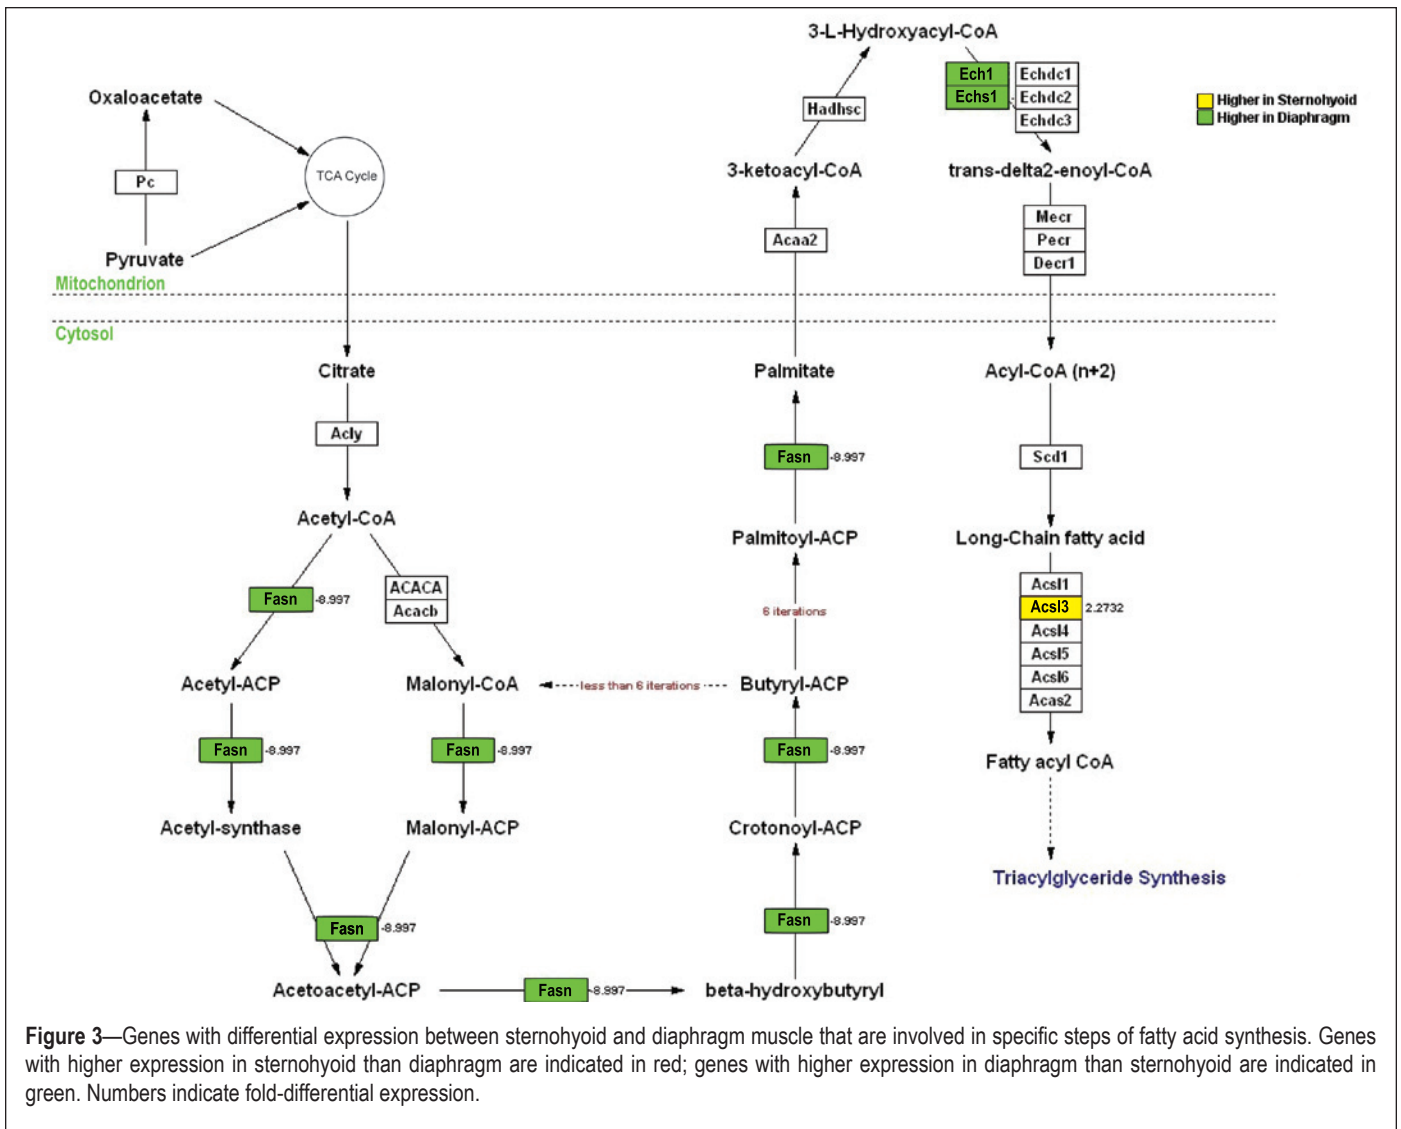 3-L-Hydroxyacyl-CoA
Ech1
Echs1
Echdc1
Echdc2
Echdc3
Higher in Sternohyoid
Higher in Diaphragm
Oxaloacetate
Hadhsc
TCA Cycle
Pc
3-ketoacyl-CoA
trans-delta2-enoyl-CoA
Mecr
Pecr
Decr1
Acaa2
Pyruvate
Mitochondrion
Cytosol
Citrate
Palmitate
Acyl-CoA (n+2)
Acly
Fasn -8.997
Scd1
Acetyl-CoA
Palmitoyl-ACP
Long-Chain fatty acid
Fasn -8.997
ACACA
Acacb
6 iterations
Acsl1
Acsl3 2.2732
Acsl4
Acsl5
Acsl6
Acas2
Acetyl-ACP
Malonyl-CoA
less than 6 iterations
Butyryl-ACP
Fasn -8.997
Fasn -8.997
Fasn -8.997
Fatty acyl CoA
Acetyl-synthase
Malonyl-ACP
Crotonoyl-ACP
Triacylglyceride Synthesis
Fasn -8.997
Fasn -8.997
Acetoacetyl-ACP
Fasn -8.997
beta-hydroxybutyryl
Figure 3—Genes with differential expression between sternohyoid and diaphragm muscle that are involved in specific steps of fatty acid synthesis. Genes
with higher expression in sternohyoid than diaphragm are indicated in red; genes with higher expression in diaphragm than sternohyoid are indicated in
green. Numbers indicate fold-differential expression.